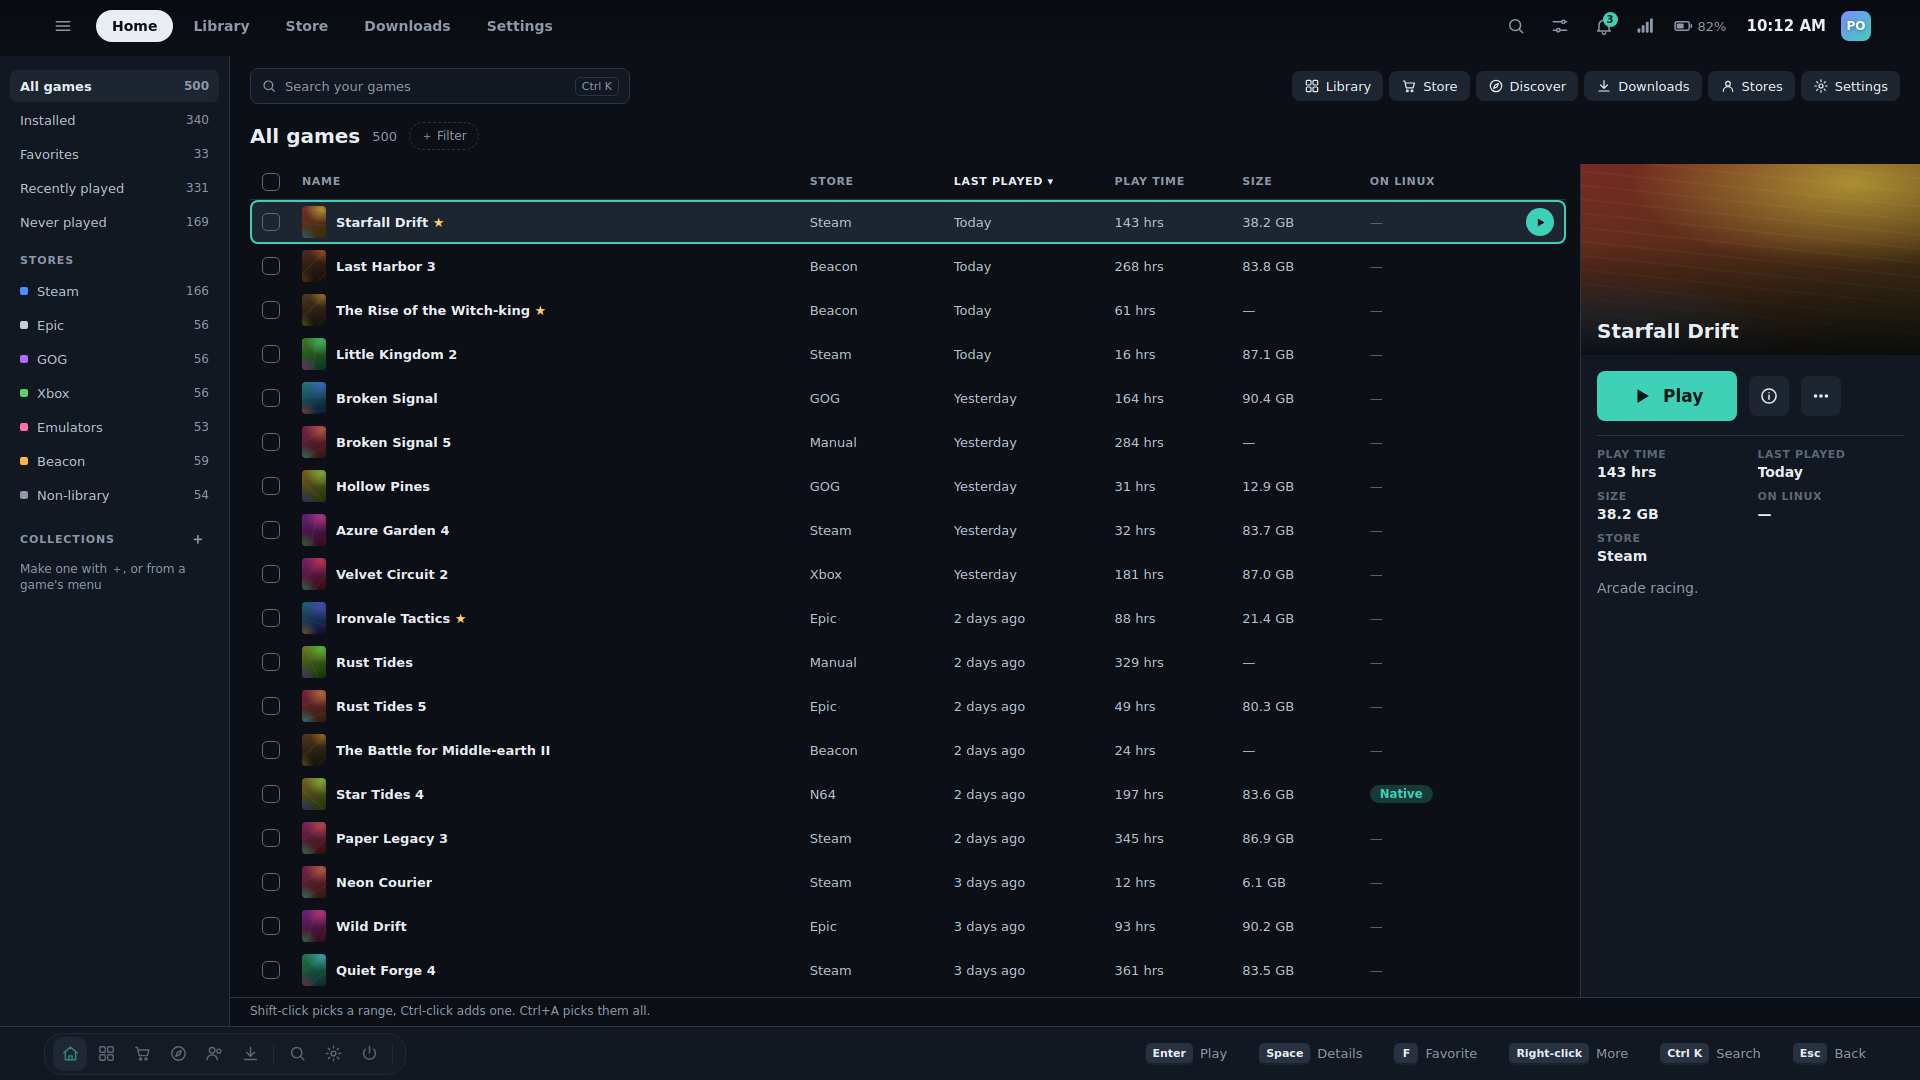 Home Library Store Downloads Settings 3 82% 10:12 AM PO
All games 500
Installed 340
Favorites 33
Recently played 331
Never played 169
STORES
Steam 166
Epic 56
GOG 56
Xbox 56
Emulators 53
Beacon 59
Non-library 54
COLLECTIONS +
Make one with +, or from a
game's menu
Search your games Ctrl K
Library Store Discover Downloads Stores Settings
All games 500 + Filter
NAME STORE LAST PLAYED ▾ PLAY TIME SIZE ON LINUX
Starfall Drift ★ Steam Today 143 hrs 38.2 GB —
Last Harbor 3 Beacon Today 268 hrs 83.8 GB —
The Rise of the Witch-king ★ Beacon Today 61 hrs — —
Little Kingdom 2 Steam Today 16 hrs 87.1 GB —
Broken Signal GOG Yesterday 164 hrs 90.4 GB —
Broken Signal 5 Manual Yesterday 284 hrs — —
Hollow Pines GOG Yesterday 31 hrs 12.9 GB —
Azure Garden 4 Steam Yesterday 32 hrs 83.7 GB —
Velvet Circuit 2 Xbox Yesterday 181 hrs 87.0 GB —
Ironvale Tactics ★ Epic 2 days ago 88 hrs 21.4 GB —
Rust Tides Manual 2 days ago 329 hrs — —
Rust Tides 5 Epic 2 days ago 49 hrs 80.3 GB —
The Battle for Middle-earth II Beacon 2 days ago 24 hrs — —
Star Tides 4 N64 2 days ago 197 hrs 83.6 GB Native
Paper Legacy 3 Steam 2 days ago 345 hrs 86.9 GB —
Neon Courier Steam 3 days ago 12 hrs 6.1 GB —
Wild Drift Epic 3 days ago 93 hrs 90.2 GB —
Quiet Forge 4 Steam 3 days ago 361 hrs 83.5 GB —
Starfall Drift
Play
PLAY TIME LAST PLAYED
143 hrs Today
SIZE ON LINUX
38.2 GB —
STORE
Steam
Arcade racing.
Shift-click picks a range, Ctrl-click adds one. Ctrl+A picks them all.
Enter Play Space Details F Favorite Right-click More Ctrl K Search Esc Back